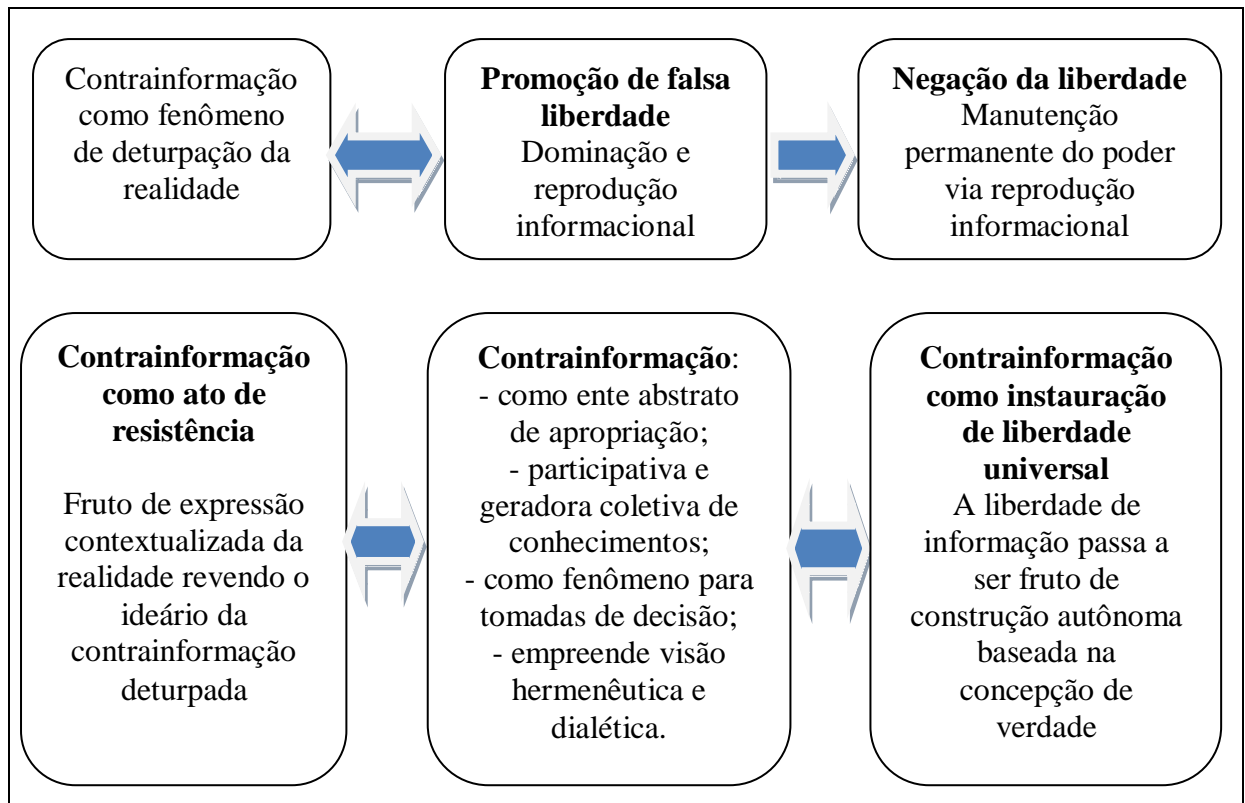 Contrainformação
como fenômeno
de deturpação da
realidade
Promoção de falsa
liberdade
Dominação e
reprodução
informacional
Negação da liberdade
Manutenção
permanente do poder
via reprodução
informacional
Contrainformação
como ato de
resistência
Fruto de expressão
contextualizada da
realidade revendo o
ideário da
contrainformação
deturpada
Contrainformação:
- como ente abstrato
de apropriação;
- participativa e
geradora coletiva de
conhecimentos;
- como fenômeno para
tomadas de decisão;
- empreende visão
hermenêutica e
dialética.
Contrainformação
como instauração
de liberdade
universal
A liberdade de
informação passa a
ser fruto de
construção autônoma
baseada na
concepção de
verdade